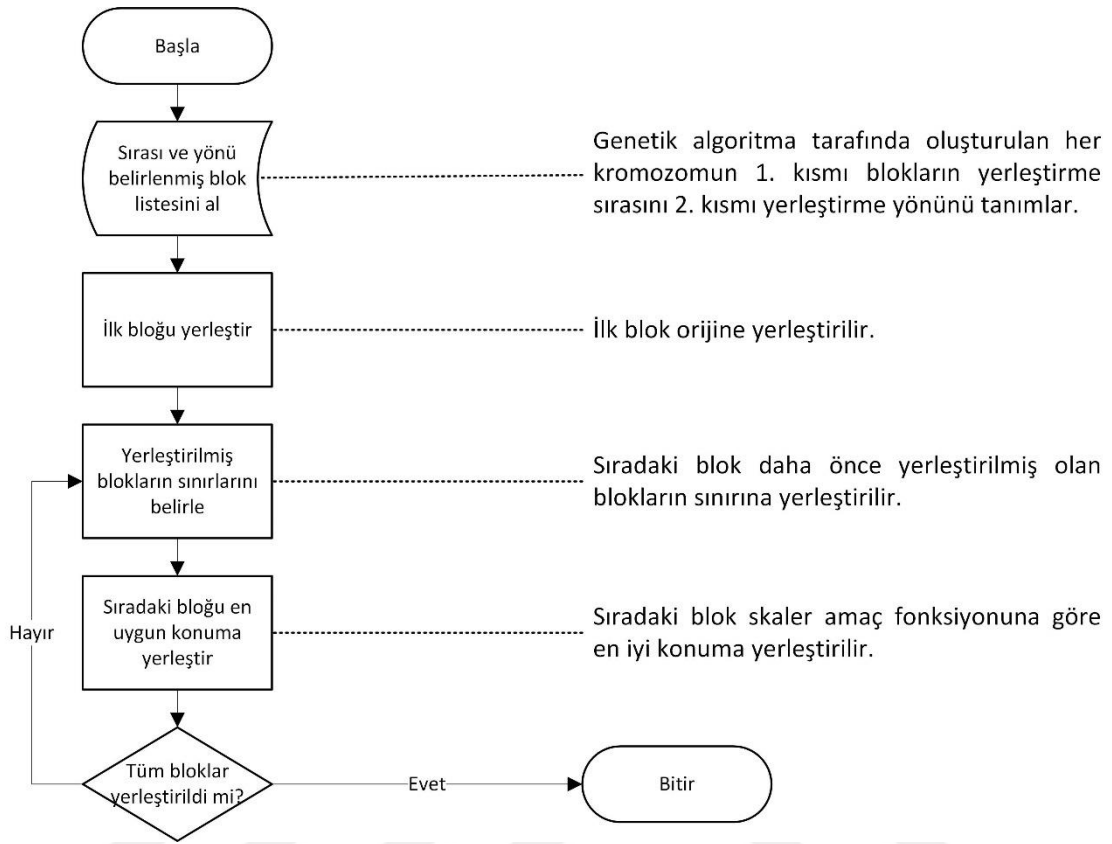 Başla
Sırası ve yönü
belirlenmiş blok
listesini al
Genetik algoritma tarafında oluşturulan her
kromozomun 1. kısmı blokların yerleştirme
sırasını 2. kısmı yerleştirme yönünü tanımlar.
İlk bloğu yerleştir
İlk blok orijine yerleştirilir.
Yerleştirilmiş
blokların sınırlarını
belirle
Sıradaki blok daha önce yerleştirilmiş olan
blokların sınırına yerleştirilir.
Sıradaki bloğu en
uygun konuma
yerleştir
Sıradaki blok skaler amaç fonksiyonuna göre
en iyi konuma yerleştirilir.
Hayır
Tüm bloklar
yerleştirildi mi?
Evet
Bitir